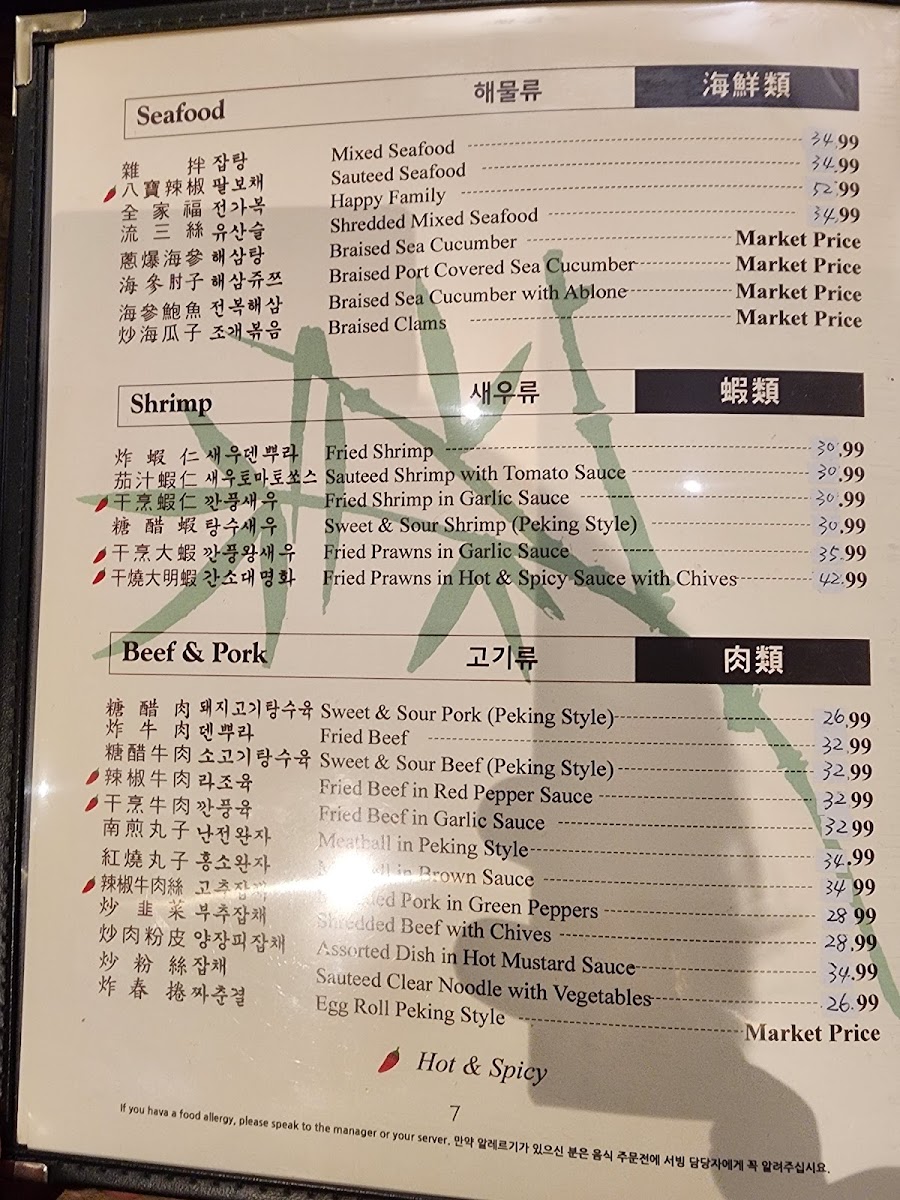 Seafood 해물류 海鮮類
雜 拌 잡탕 Mixed Seafood 34.99
八寶辣椒 팔보채 Sauteed Seafood 34.99
全家福 전가복 Happy Family 52.99
流三絲 유산슬 Shredded Mixed Seafood 34.99
蔥爆海參 해삼탕 Braised Sea Cucumber Market Price
海參肘子 해삼쥬쯔 Braised Port Covered Sea Cucumber Market Price
海參鮑魚 전복해삼 Braised Sea Cucumber with Ablone Market Price
炒海瓜子 조개볶음 Braised Clams Market Price
Shrimp 새우류 蝦類
炸蝦仁 새우덴뿌라 Fried Shrimp 30.99
茄汁蝦仁 새우토마토쏘스 Sauteed Shrimp with Tomato Sauce 30.99
干烹蝦仁 깐풍새우 Fried Shrimp in Garlic Sauce 30.99
糖醋蝦 탕수새우 Sweet & Sour Shrimp (Peking Style) 30.99
干烹大蝦 깐풍왕새우 Fried Prawns in Garlic Sauce 35.99
干燒大明蝦 간소대명화 Fried Prawns in Hot & Spicy Sauce with Chives 42.99
Beef & Pork 고기류 肉類
糖醋肉 돼지고기탕수육 Sweet & Sour Pork (Peking Style) 26.99
炸牛肉 덴뿌라 Fried Beef 32.99
糖醋牛肉 소고기탕수육 Sweet & Sour Beef (Peking Style) 32.99
辣椒牛肉 라조육 Fried Beef in Red Pepper Sauce 32.99
干烹牛肉 깐풍육 Fried Beef in Garlic Sauce 32.99
南煎丸子 난전완자 Meatball in Peking Style 34.99
紅燒丸子 홍소완자 in Brown Sauce 34.99
辣椒牛肉絲 고추잡채 Pork in Green Peppers 28.99
炒韮菜 부추잡채 Shredded Beef with Chives 28.99
炒肉粉皮 양장피잡채 Assorted Dish in Hot Mustard Sauce 34.99
炒粉絲 잡채 Sauteed Clear Noodle with Vegetables 26.99
炸春捲 짜춘결 Egg Roll Peking Style Market Price
Hot & Spicy
7
If you hava a food allergy, please speak to the manager or your server. 만약 알레르기가 있으신 분은 음식 주문전에 서빙 담당자에게 꼭 알려주십시요.